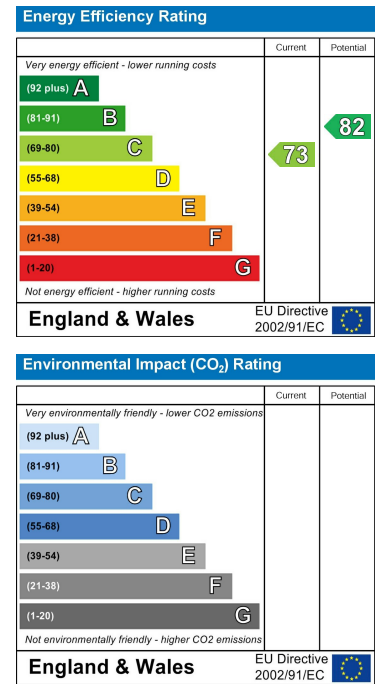 Energy Efficiency Rating
Current Potential
Very energy efficient - lower running costs
(92 plus) A
(81-91) B
(69-80) C
(55-68) D
(39-54) E
(21-38) F
(1-20) G
73
82
Not energy efficient - higher running costs
England & Wales
EU Directive
2002/91/EC
Environmental Impact (CO₂) Rating
Current Potential
Very environmentally friendly - lower CO2 emissions
(92 plus) A
(81-91) B
(69-80) C
(55-68) D
(39-54) E
(21-38) F
(1-20) G
Not environmentally friendly - higher CO2 emissions
England & Wales
EU Directive
2002/91/EC